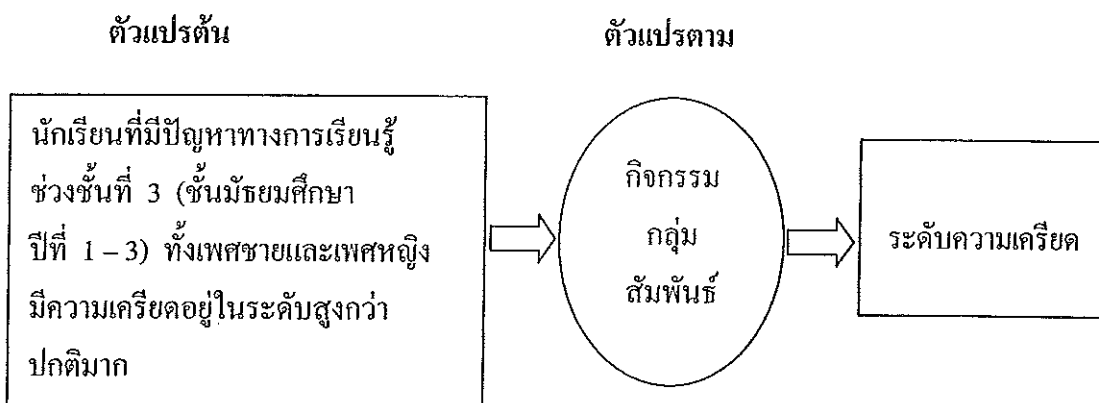 ตัวแปรต้น
ตัวแปรตาม
นักเรียนที่มีปัญหาทางการเรียนรู้
ช่วงชั้นที่ 3 (ชั้นมัธยมศึกษา
ปีที่ 1 – 3) ทั้งเพศชายและเพศหญิง
มีความเครียดอยู่ในระดับสูงกว่า
ปกติมาก
กิจกรรม
กลุ่ม
สัมพันธ์
ระดับความเครียด